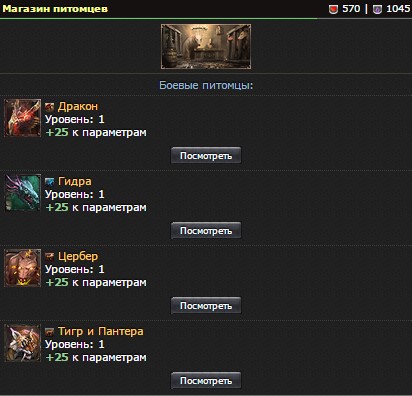 Магазин питомцев 570 | 1045
Боевые питомцы:
Дракон
Уровень: 1
+25 к параметрам
Посмотреть
Гидра
Уровень: 1
+25 к параметрам
Посмотреть
Цербер
Уровень: 1
+25 к параметрам
Посмотреть
Тигр и Пантера
Уровень: 1
+25 к параметрам
Посмотреть